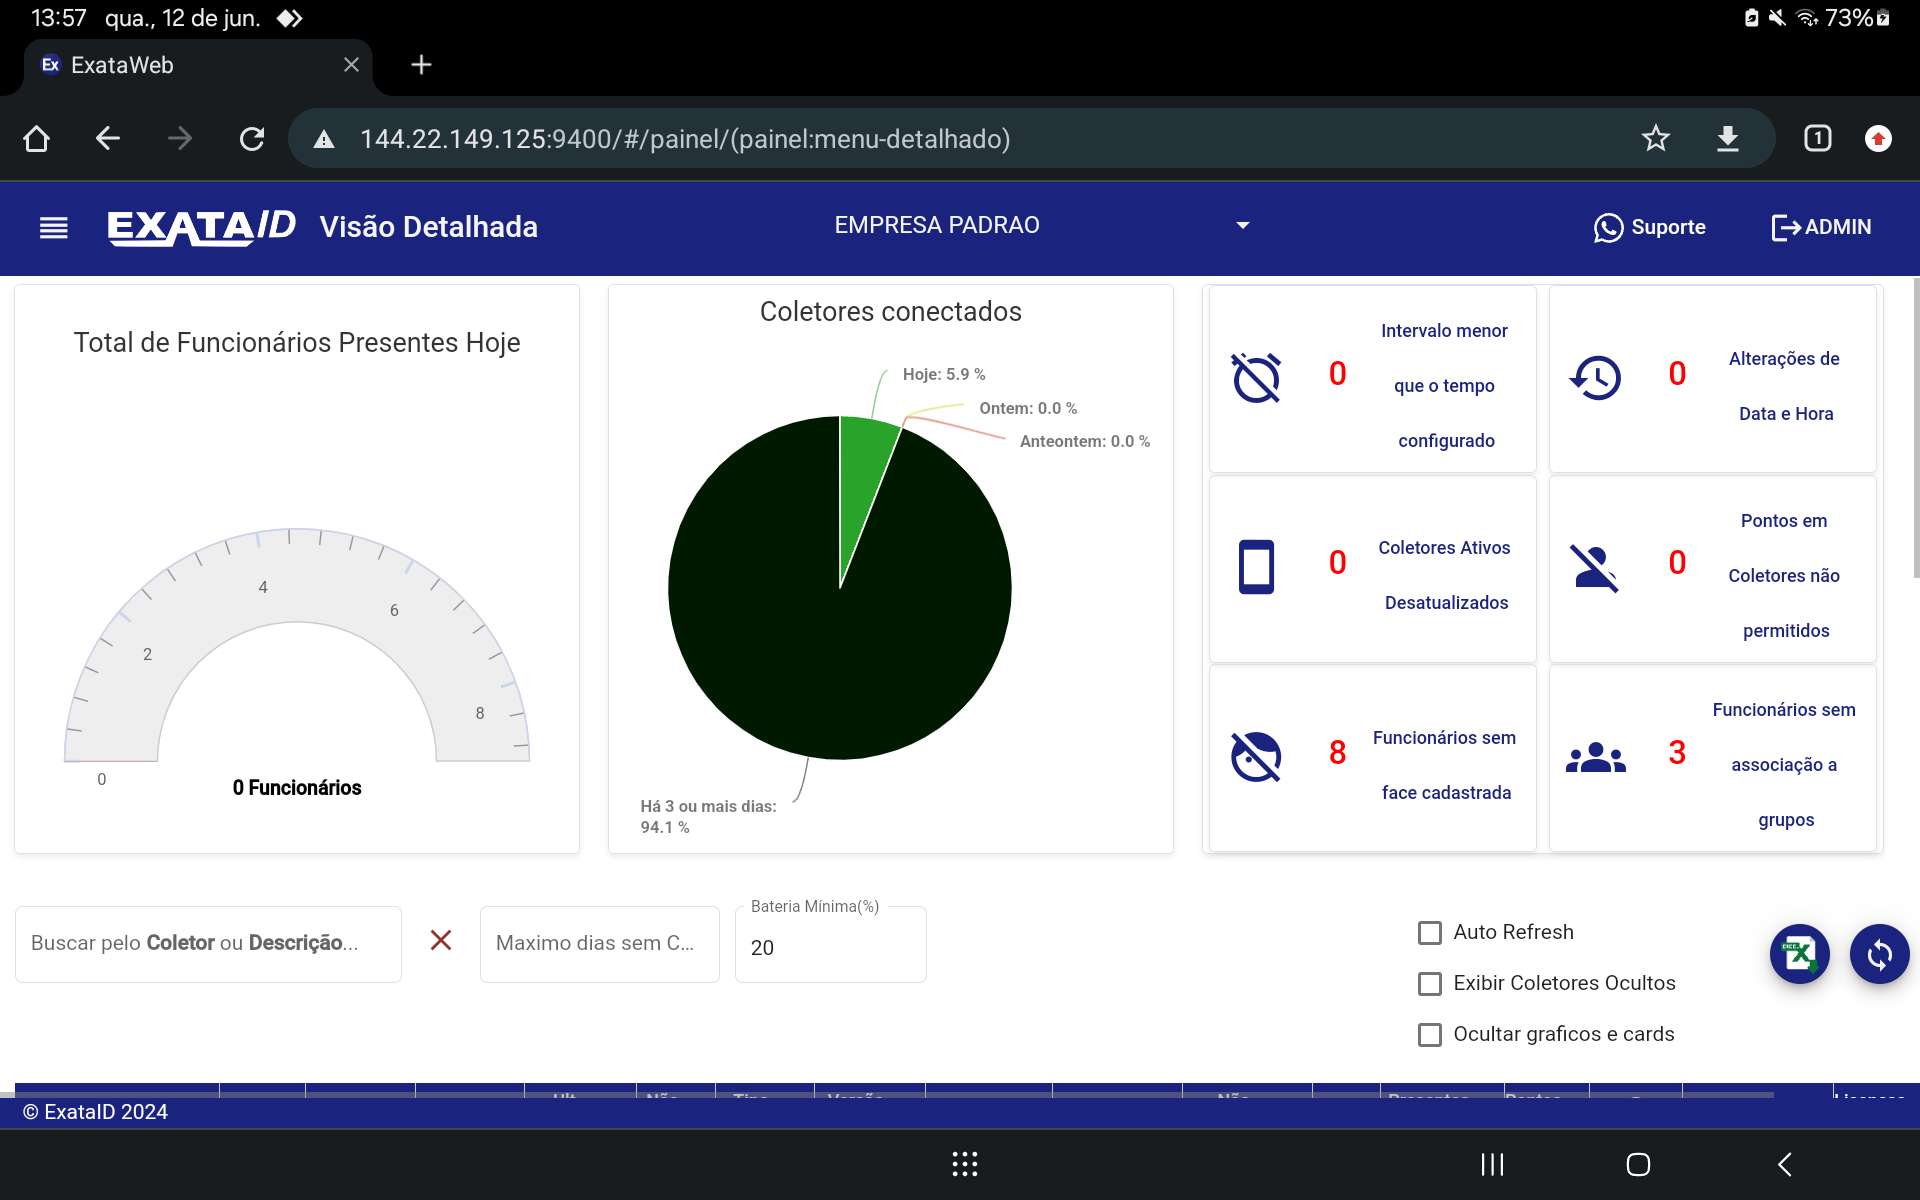 13:57 qua., 12 de jun.
73%
Ex ExataWeb
144.22.149.125:9400/#/painel/(painel:menu-detalhado)
1
EXATAID Visão Detalhada
EMPRESA PADRAO
Suporte
ADMIN
Total de Funcionários Presentes Hoje
0
2
4
6
8
0 Funcionários
Coletores conectados
Hoje: 5.9 %
Ontem: 0.0 %
Anteontem: 0.0 %
Há 3 ou mais dias:
94.1 %
0
Intervalo menor
que o tempo
configurado
0
Alterações de
Data e Hora
0
Coletores Ativos
Desatualizados
0
Pontos em
Coletores não
permitidos
8
Funcionários sem
face cadastrada
3
Funcionários sem
associação a
grupos
Buscar pelo Coletor ou Descrição...
Maximo dias sem C...
Bateria Mínima(%)
20
Auto Refresh
Exibir Coletores Ocultos
Ocultar graficos e cards
© ExataID 2024